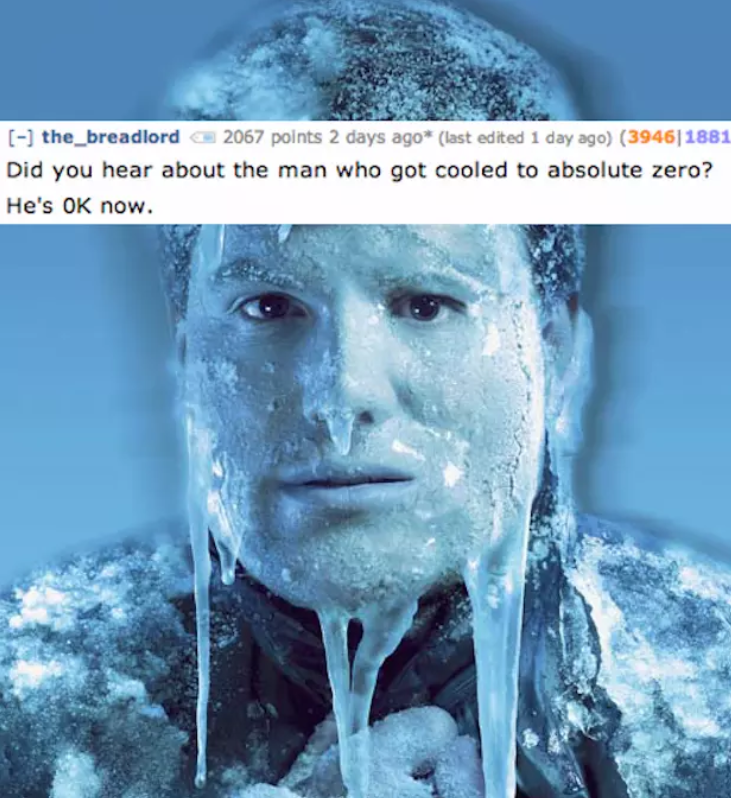 [-] the_breadlord 2067 points 2 days ago* (last edited 1 day ago) (3946|1881
Did you hear about the man who got cooled to absolute zero?
He's 0K now.